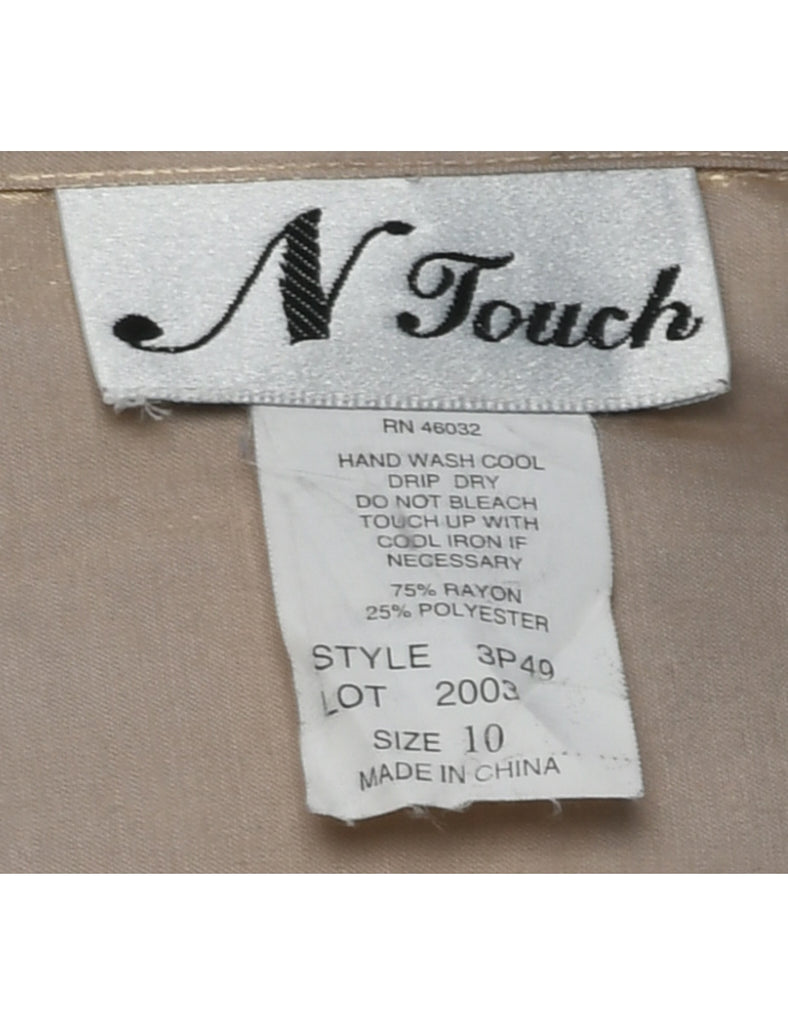 N Touch
RN 46032
HAND WASH COOL
DRIP DRY
DO NOT BLEACH
TOUCH UP WITH
COOL IRON IF
NECESSARY
75% RAYON
25% POLYESTER
STYLE 3P49
LOT 2003
SIZE 10
MADE IN CHINA